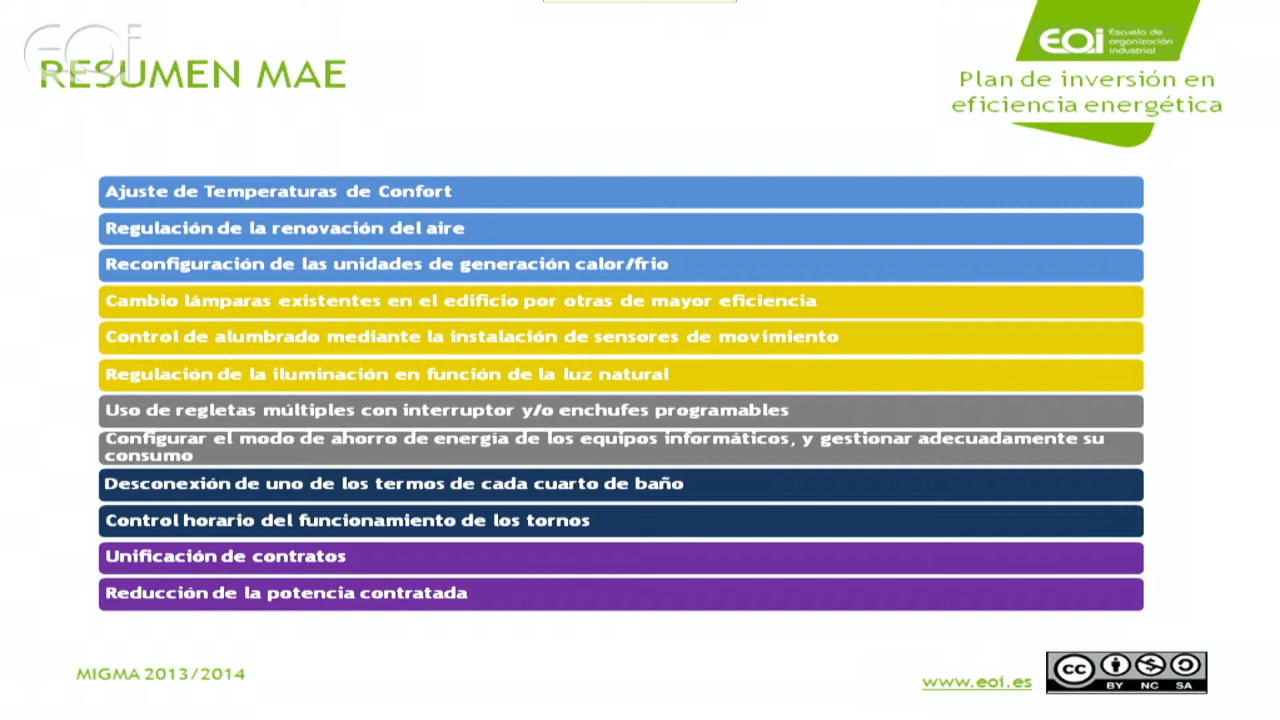 EOI
RESUMEN MAE
EOI Escuela de
organización
industrial
Plan de inversión en
eficiencia energética
Ajuste de Temperaturas de Confort
Regulación de la renovación del aire
Reconfiguración de las unidades de generación calor/frio
Cambio lámparas existentes en el edificio por otras de mayor eficiencia
Control de alumbrado mediante la instalación de sensores de movimiento
Regulación de la iluminación en función de la luz natural
Uso de regletas múltiples con interruptor y/o enchufes programables
Configurar el modo de ahorro de energía de los equipos informáticos, y gestionar adecuadamente su
consumo
Desconexión de uno de los termos de cada cuarto de baño
Control horario del funcionamiento de los tornos
Unificación de contratos
Reducción de la potencia contratada
MIGMA 2013/2014
www.eoi.es
cc
BY NC SA